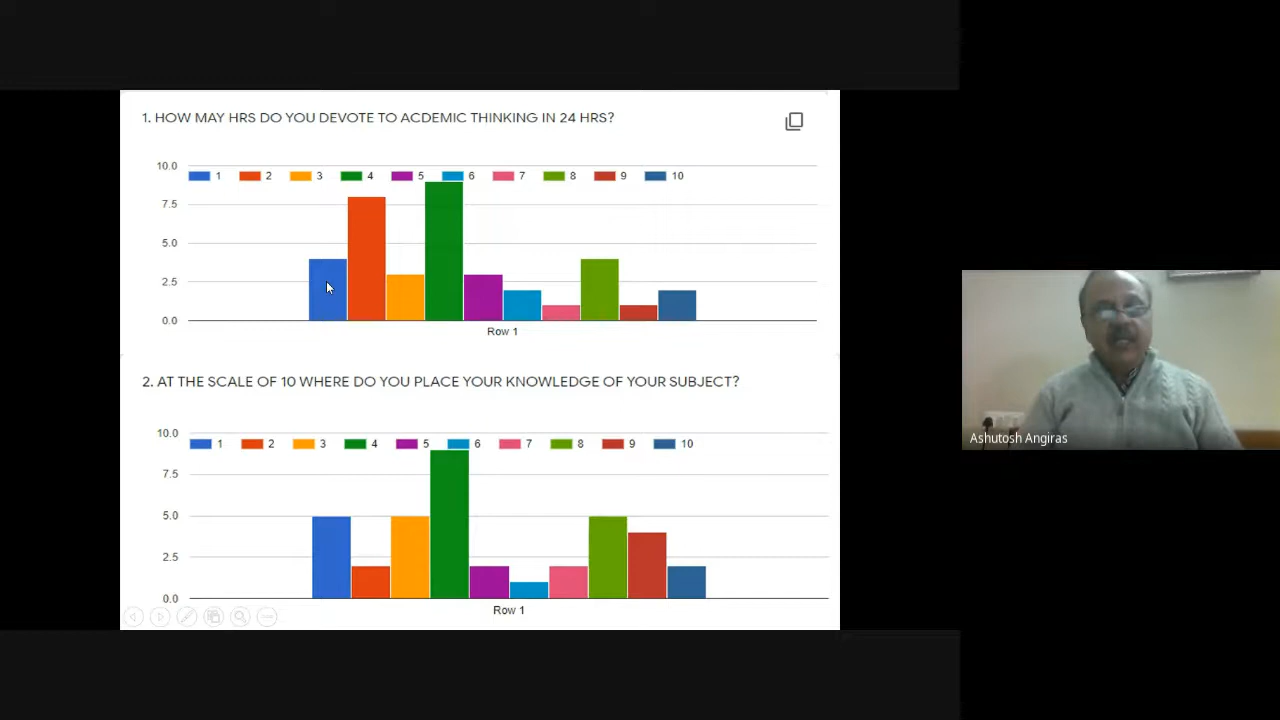 1. HOW MAY HRS DO YOU DEVOTE TO ACDEMIC THINKING IN 24 HRS?
10.0
1 2 3 4 5 6 7 8 9 10
7.5
5.0
2.5
0.0
Row 1
2. AT THE SCALE OF 10 WHERE DO YOU PLACE YOUR KNOWLEDGE OF YOUR SUBJECT?
10.0
1 2 3 4 5 6 7 8 9 10
7.5
5.0
2.5
0.0
Row 1
Ashutosh Angiras